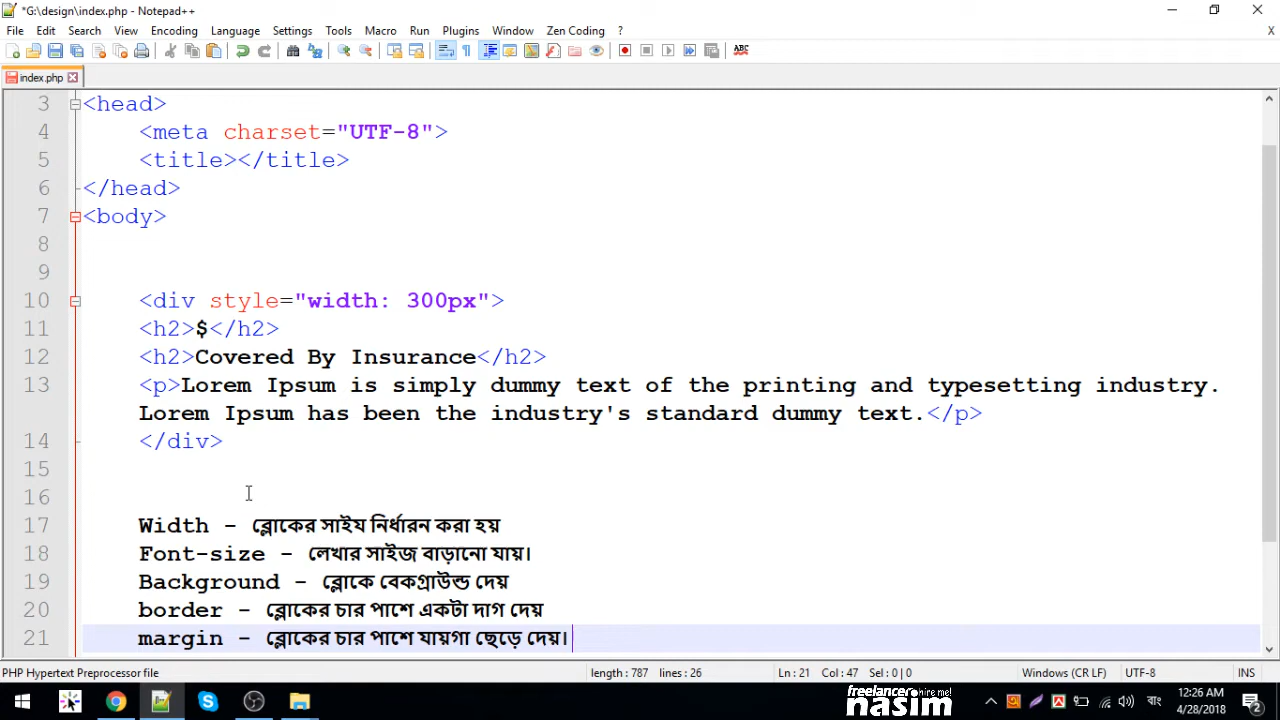 *G:\design\index.php - Notepad++
File Edit Search View Encoding Language Settings Tools Macro Run Plugins Window Zen Coding ? X
ABC
index.php
3 <head>
4 <meta charset="UTF-8">
5 <title></title>
6 </head>
7 <body>
8
9
10 <div style="width: 300px">
11 <h2>$</h2>
12 <h2>Covered By Insurance</h2>
13 <p>Lorem Ipsum is simply dummy text of the printing and typesetting industry.
Lorem Ipsum has been the industry's standard dummy text.</p>
14 </div>
15
16
17 Width - ব্লোকের সাইয নির্ধারন করা হয়
18 Font-size - লেখার সাইজ বাড়ানো যায়।
19 Background - ব্লোকে বেকগ্রাউন্ড দেয়
20 border - ব্লোকের চার পাশে একটা দাগ দেয়
21 margin - ব্লোকের চার পাশে যায়গা ছেড়ে দেয়।
PHP Hypertext Preprocessor file length : 787 lines : 26 Ln : 21 Col : 47 Sel : 0 | 0 Windows (CR LF) UTF-8 INS
freelancer hire me!
nasim
বাং
12:26 AM
4/28/2018
2